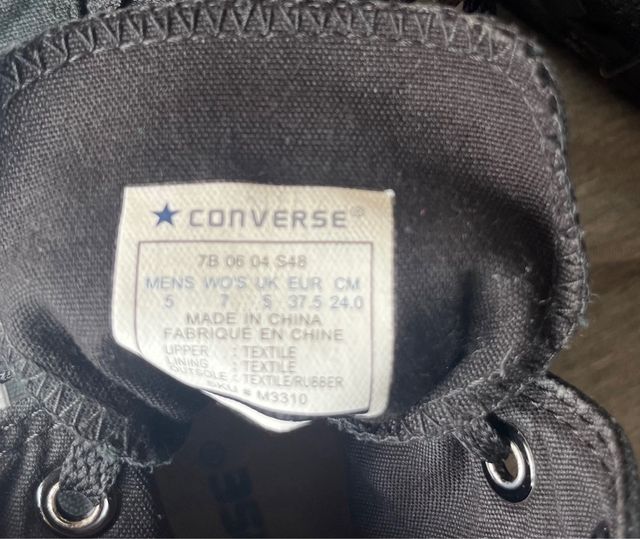 ★ CONVERSE®
7B 06 04 S48
MENS WO'S UK EUR CM
5 7 5 37.5 24.0
MADE IN CHINA
FABRIQUE EN CHINE
UPPER : TEXTILE
LINING : TEXTILE
OUTSOLE : TEXTILE/RUBBER
SKU # M3310